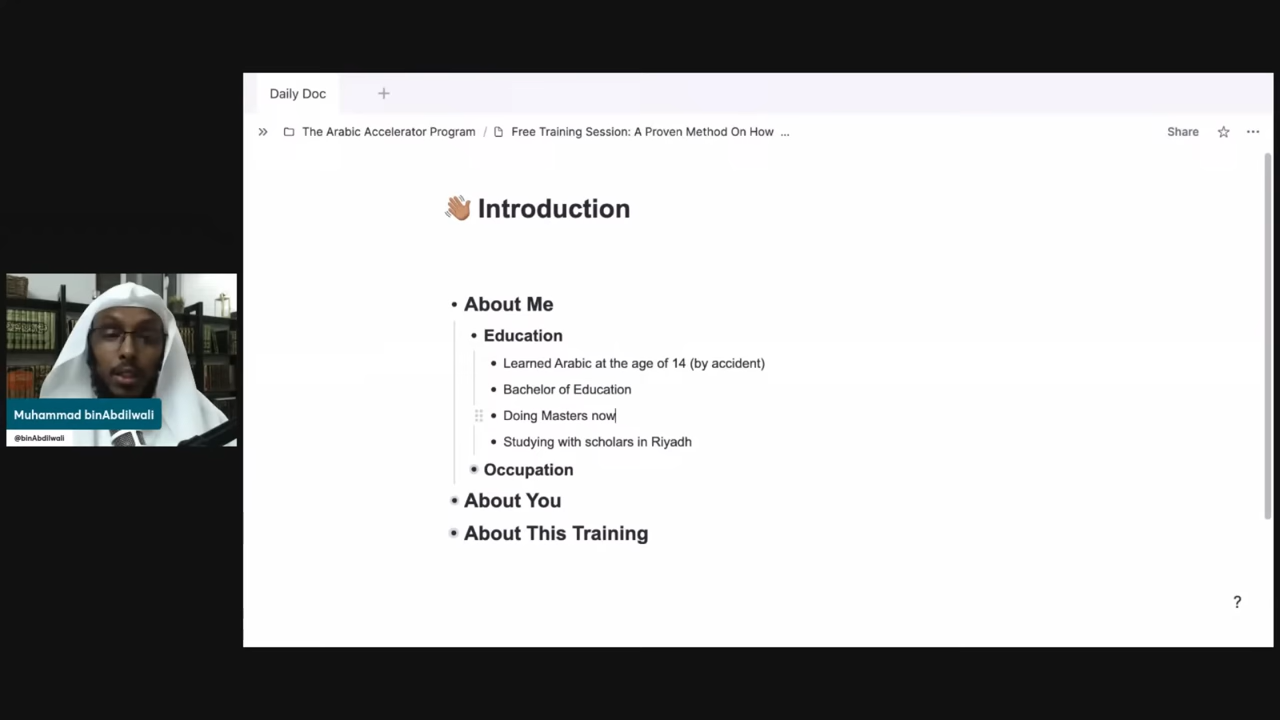 Daily Doc
The Arabic Accelerator Program / Free Training Session: A Proven Method On How ...
Share
👋🏽 Introduction
• About Me
• Education
• Learned Arabic at the age of 14 (by accident)
• Bachelor of Education
• Doing Masters now
• Studying with scholars in Riyadh
• Occupation
• About You
• About This Training
Muhammad binAbdilwali
@binAbdilwali
?